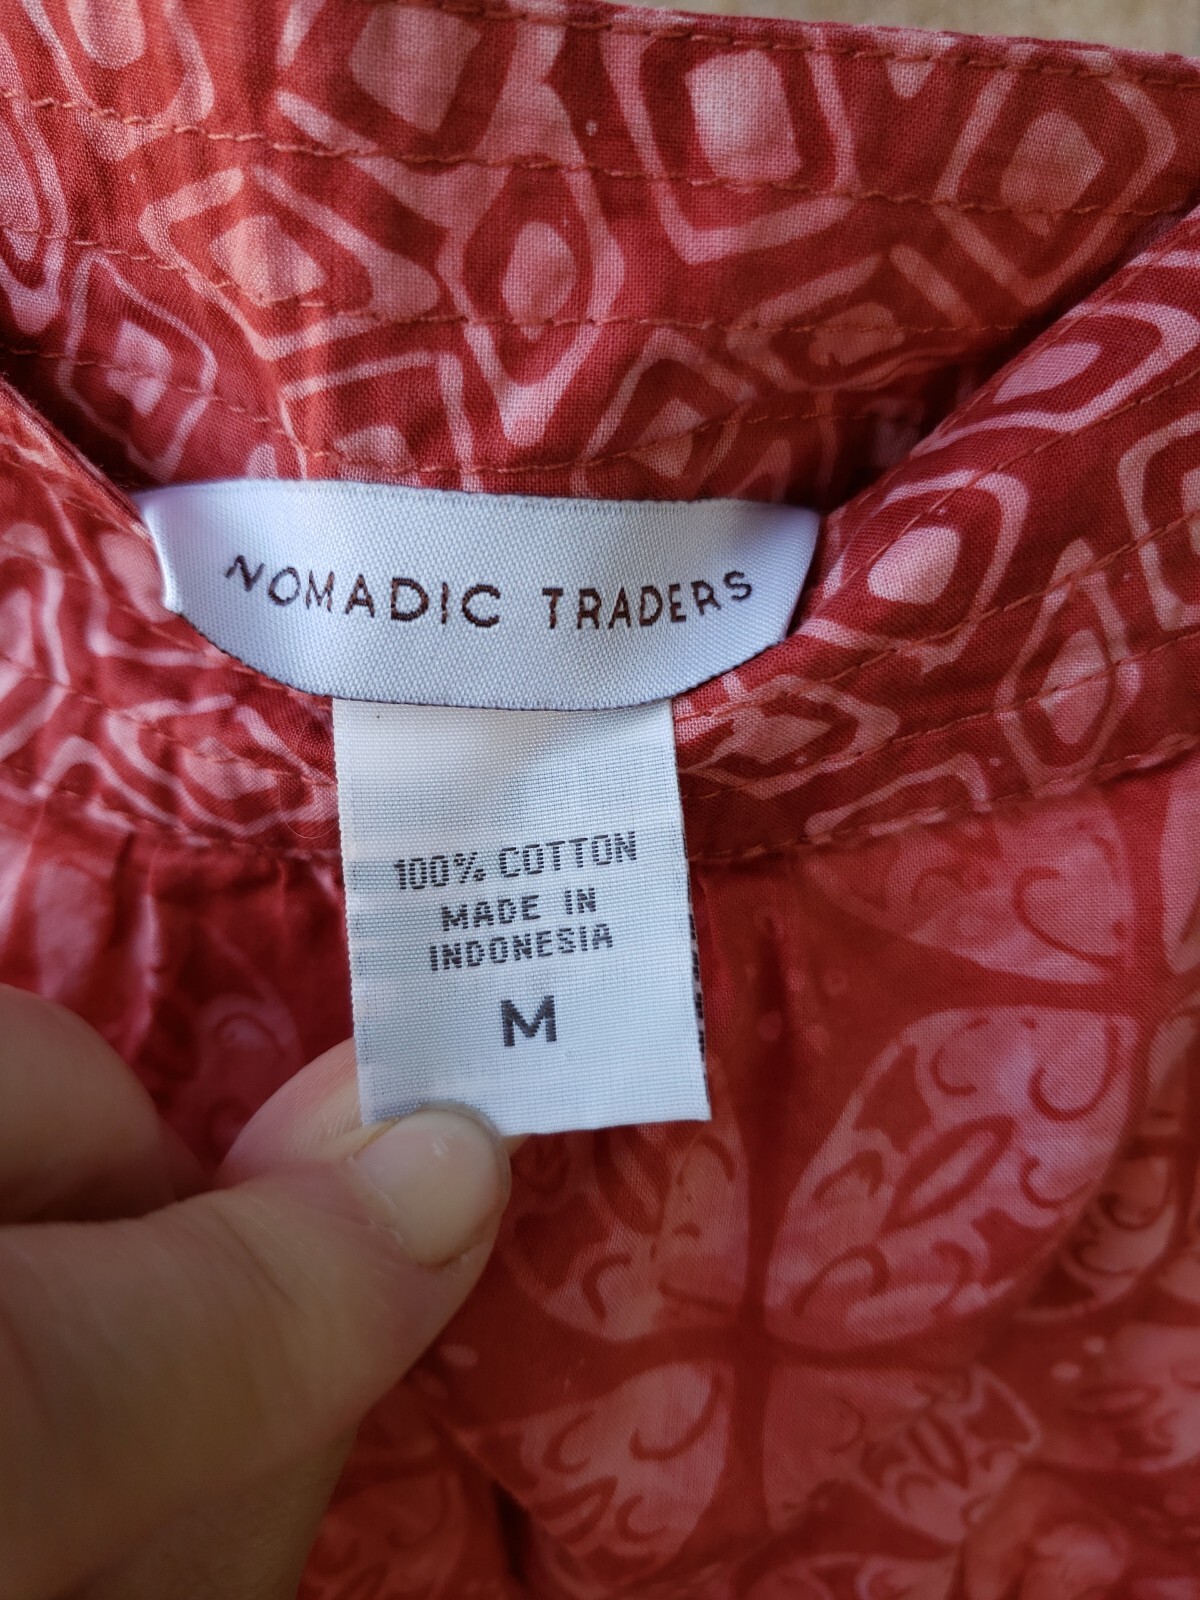 NOMADIC TRADERS
100% COTTON
MADE IN
INDONESIA
M